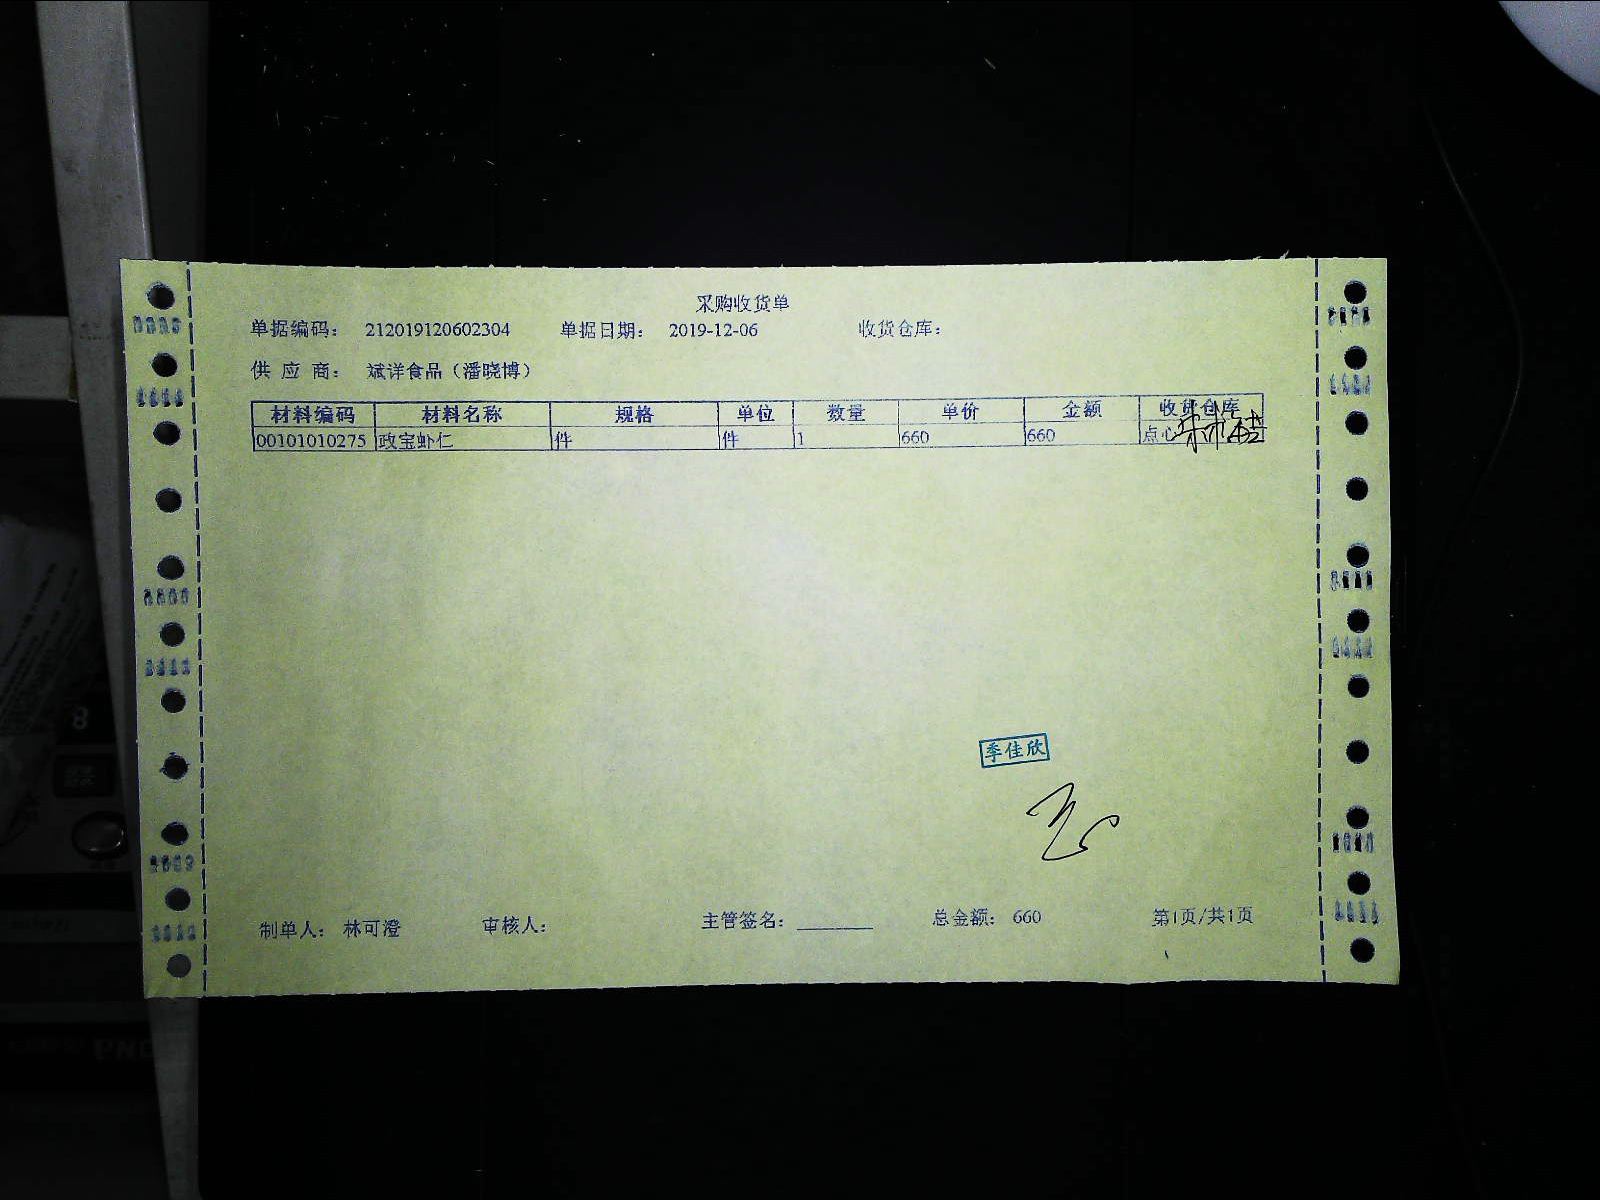 采购收货单
单据编码： 212019120602304 单据日期： 2019-12-06 收货仓库：
供 应 商： 斌洋食品（潘晓博）
材料编码 材料名称 规格 单位 数量 单价 金额 收货仓库
00101010275 政宝虾仁 件 件 1 660 660 点心
季佳欣
制单人： 林可澄 审核人： 主管签名： 总金额： 660 第1页/共1页